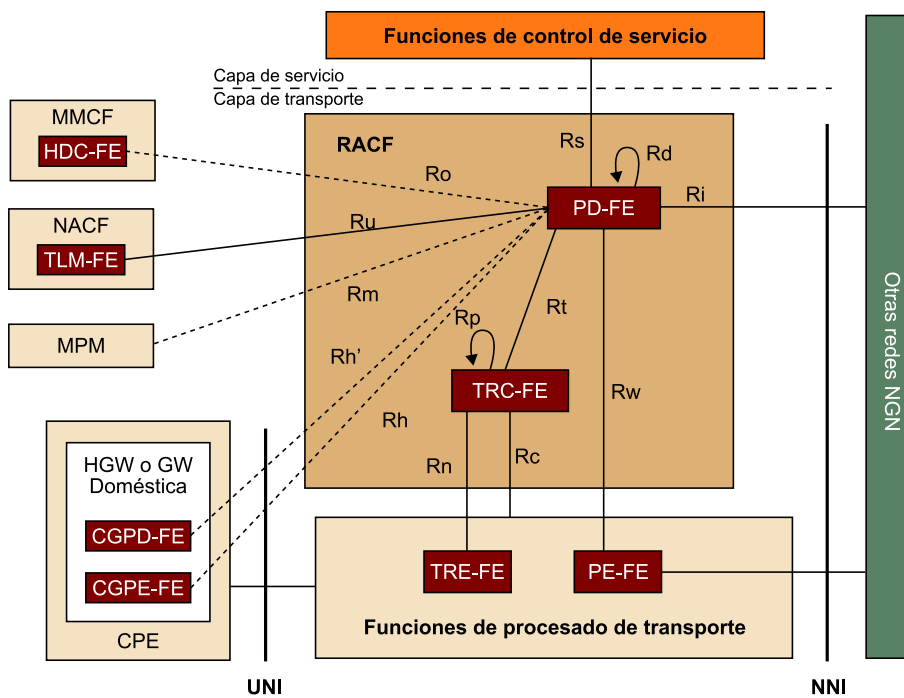 Funciones de control de servicio
Capa de servicio
Capa de transporte
MMCF
HDC-FE
RACF
Rs
Rd
Ro
PD-FE
Ri
NACF
TLM-FE
Ru
Rm
MPM
Rt
Rp
Rh’
TRC-FE
Rh
Rw
Rn
Rc
HGW o GW
Doméstica
CGPD-FE
CGPE-FE
CPE
TRE-FE
PE-FE
Funciones de procesado de transporte
Otras redes NGN
UNI
NNI